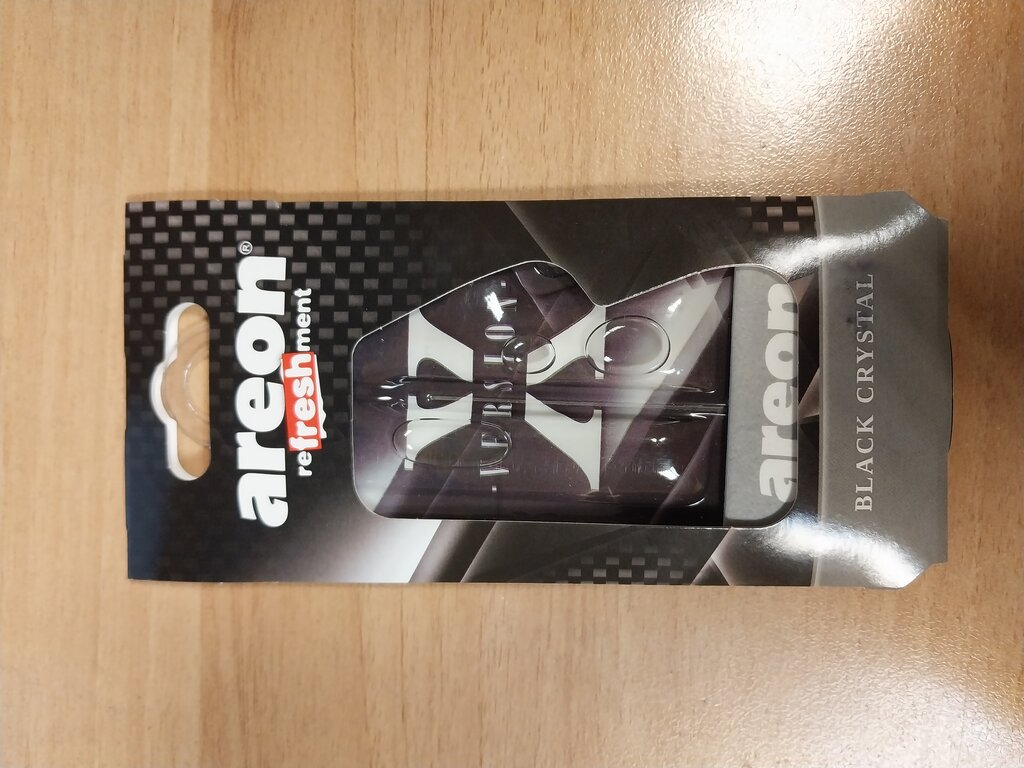 areon®
refreshment
X
·VERSION·
areon
BLACK CRYSTAL